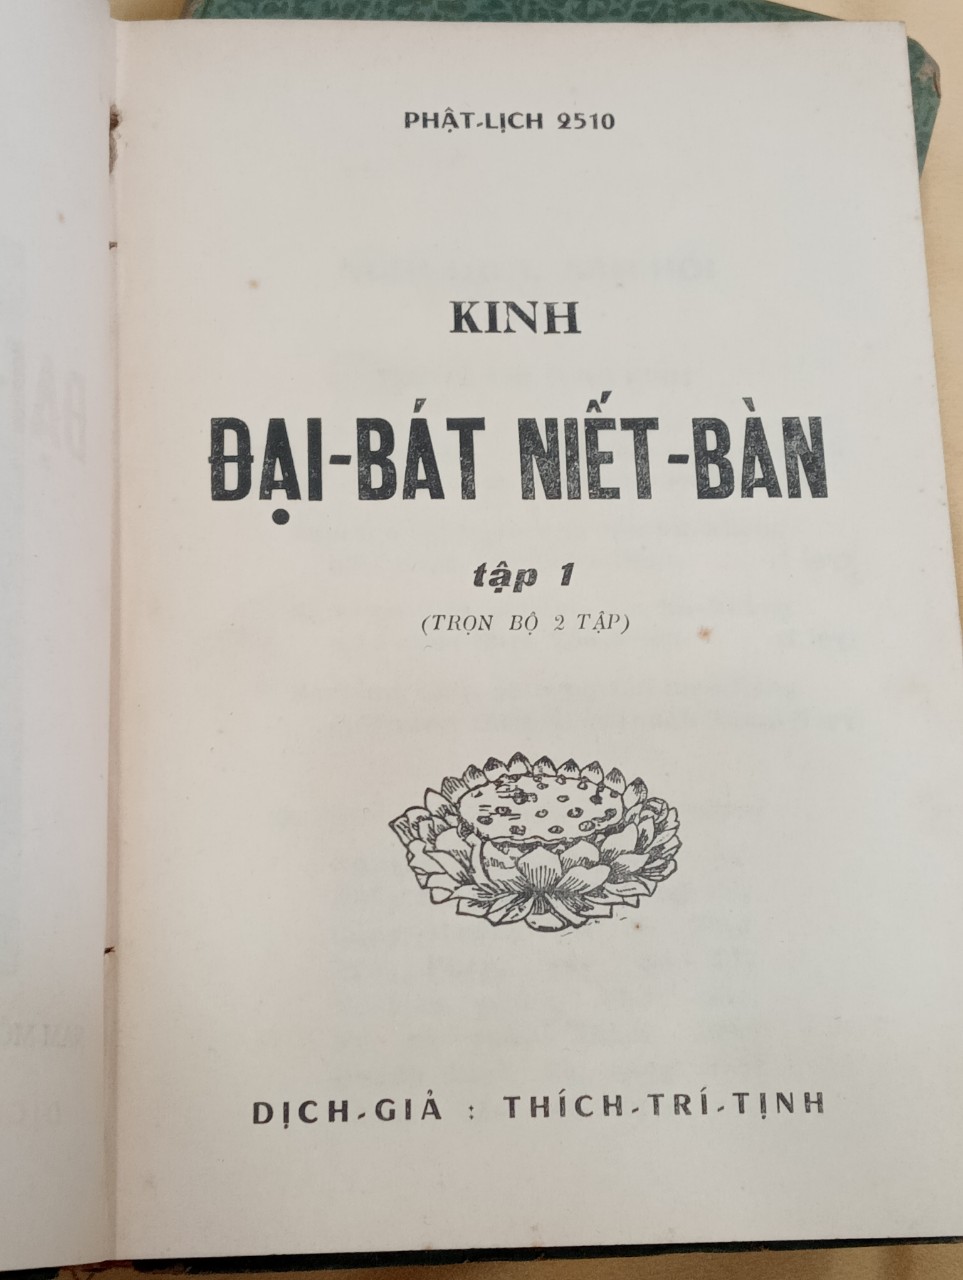 PHẬT-LỊCH 2510
KINH
ĐẠI-BÁT NIẾT-BÀN
tập 1
(TRỌN BỘ 2 TẬP)
DỊCH-GIẢ : THÍCH-TRÍ-TỊNH